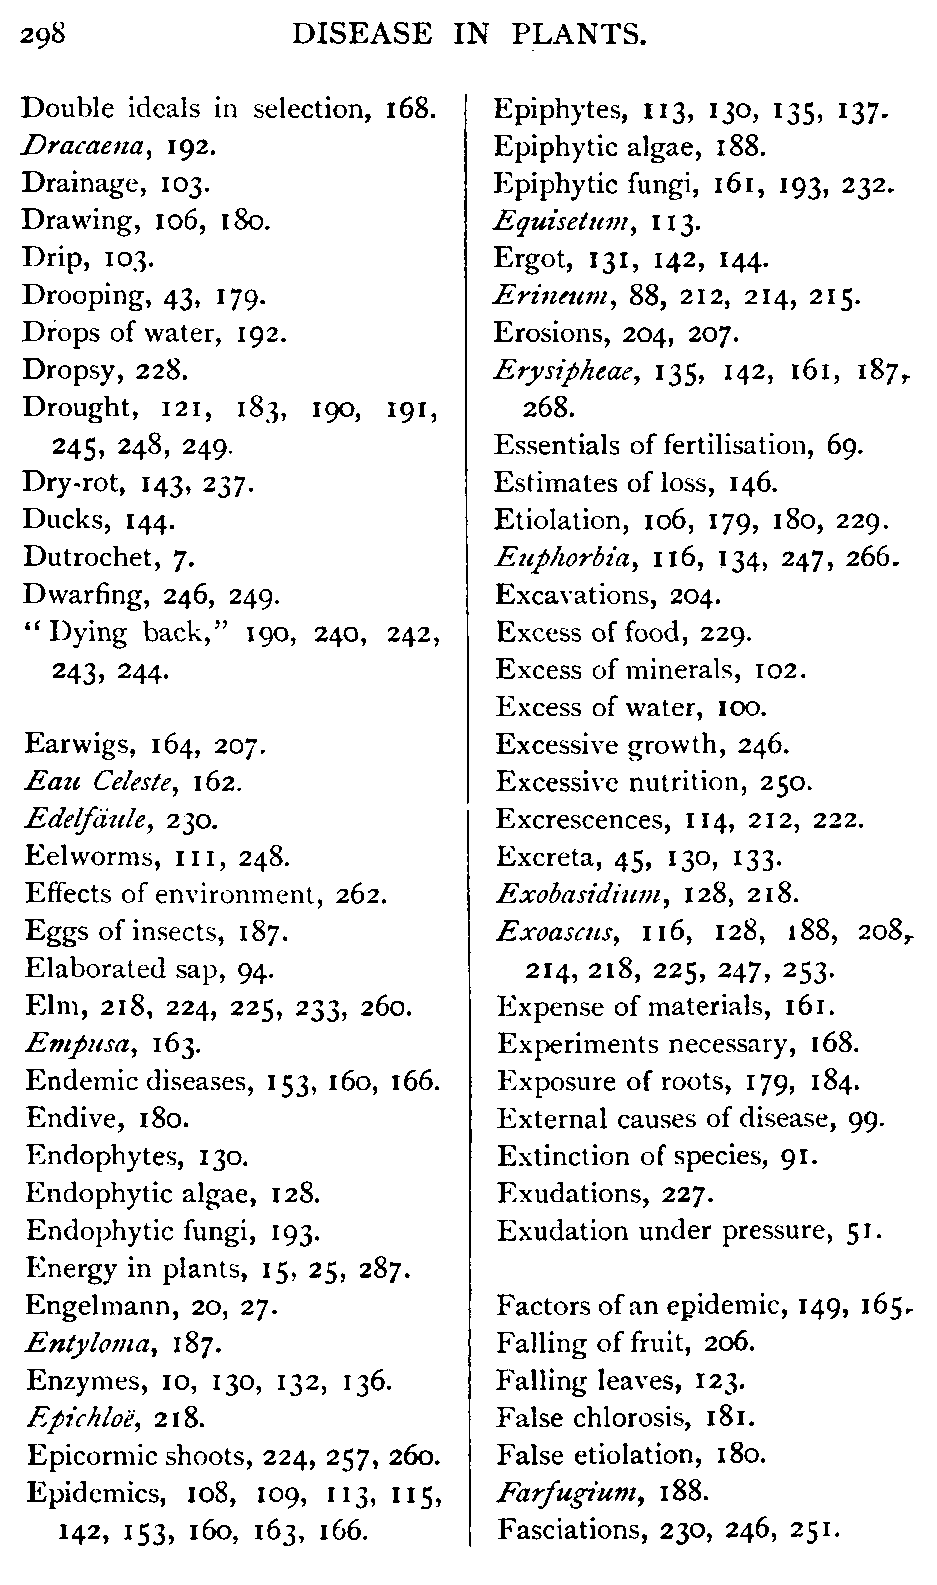 298 DISEASE IN PLANTS.
Double ideals in selection, 168.
Dracaena, 192.
Drainage, 103.
Drawing, 106, 180.
Drip, 103.
Drooping, 43, 179.
Drops of water, 192.
Dropsy, 228.
Drought, 121, 183, 190, 191,
245, 248, 249.
Dry-rot, 143, 237.
Ducks, 144.
Dutrochet, 7.
Dwarfing, 246, 249.
"Dying back," 190, 240, 242,
243, 244.
Earwigs, 164, 207.
Eau Celeste, 162.
Edelfäule, 230.
Eelworms, 111, 248.
Effects of environment, 262.
Eggs of insects, 187.
Elaborated sap, 94.
Elm, 218, 224, 225, 233, 260.
Empusa, 163.
Endemic diseases, 153, 160, 166.
Endive, 180.
Endophytes, 130.
Endophytic algae, 128.
Endophytic fungi, 193.
Energy in plants, 15, 25, 287.
Engelmann, 20, 27.
Entyloma, 187.
Enzymes, 10, 130, 132, 136.
Epichloë, 218.
Epicormic shoots, 224, 257, 260.
Epidemics, 108, 109, 113, 115,
142, 153, 160, 163, 166.
Epiphytes, 113, 130, 135, 137.
Epiphytic algae, 188.
Epiphytic fungi, 161, 193, 232.
Equisetum, 113.
Ergot, 131, 142, 144.
Erineum, 88, 212, 214, 215.
Erosions, 204, 207.
Erysipheae, 135, 142, 161, 187,
268.
Essentials of fertilisation, 69.
Estimates of loss, 146.
Etiolation, 106, 179, 180, 229.
Euphorbia, 116, 134, 247, 266.
Excavations, 204.
Excess of food, 229.
Excess of minerals, 102.
Excess of water, 100.
Excessive growth, 246.
Excessive nutrition, 250.
Excrescences, 114, 212, 222.
Excreta, 45, 130, 133.
Exobasidium, 128, 218.
Exoascus, 116, 128, 188, 208,
214, 218, 225, 247, 253.
Expense of materials, 161.
Experiments necessary, 168.
Exposure of roots, 179, 184.
External causes of disease, 99.
Extinction of species, 91.
Exudations, 227.
Exudation under pressure, 51.
Factors of an epidemic, 149, 165.
Falling of fruit, 206.
Falling leaves, 123.
False chlorosis, 181.
False etiolation, 180.
Farfugium, 188.
Fasciations, 230, 246, 251.